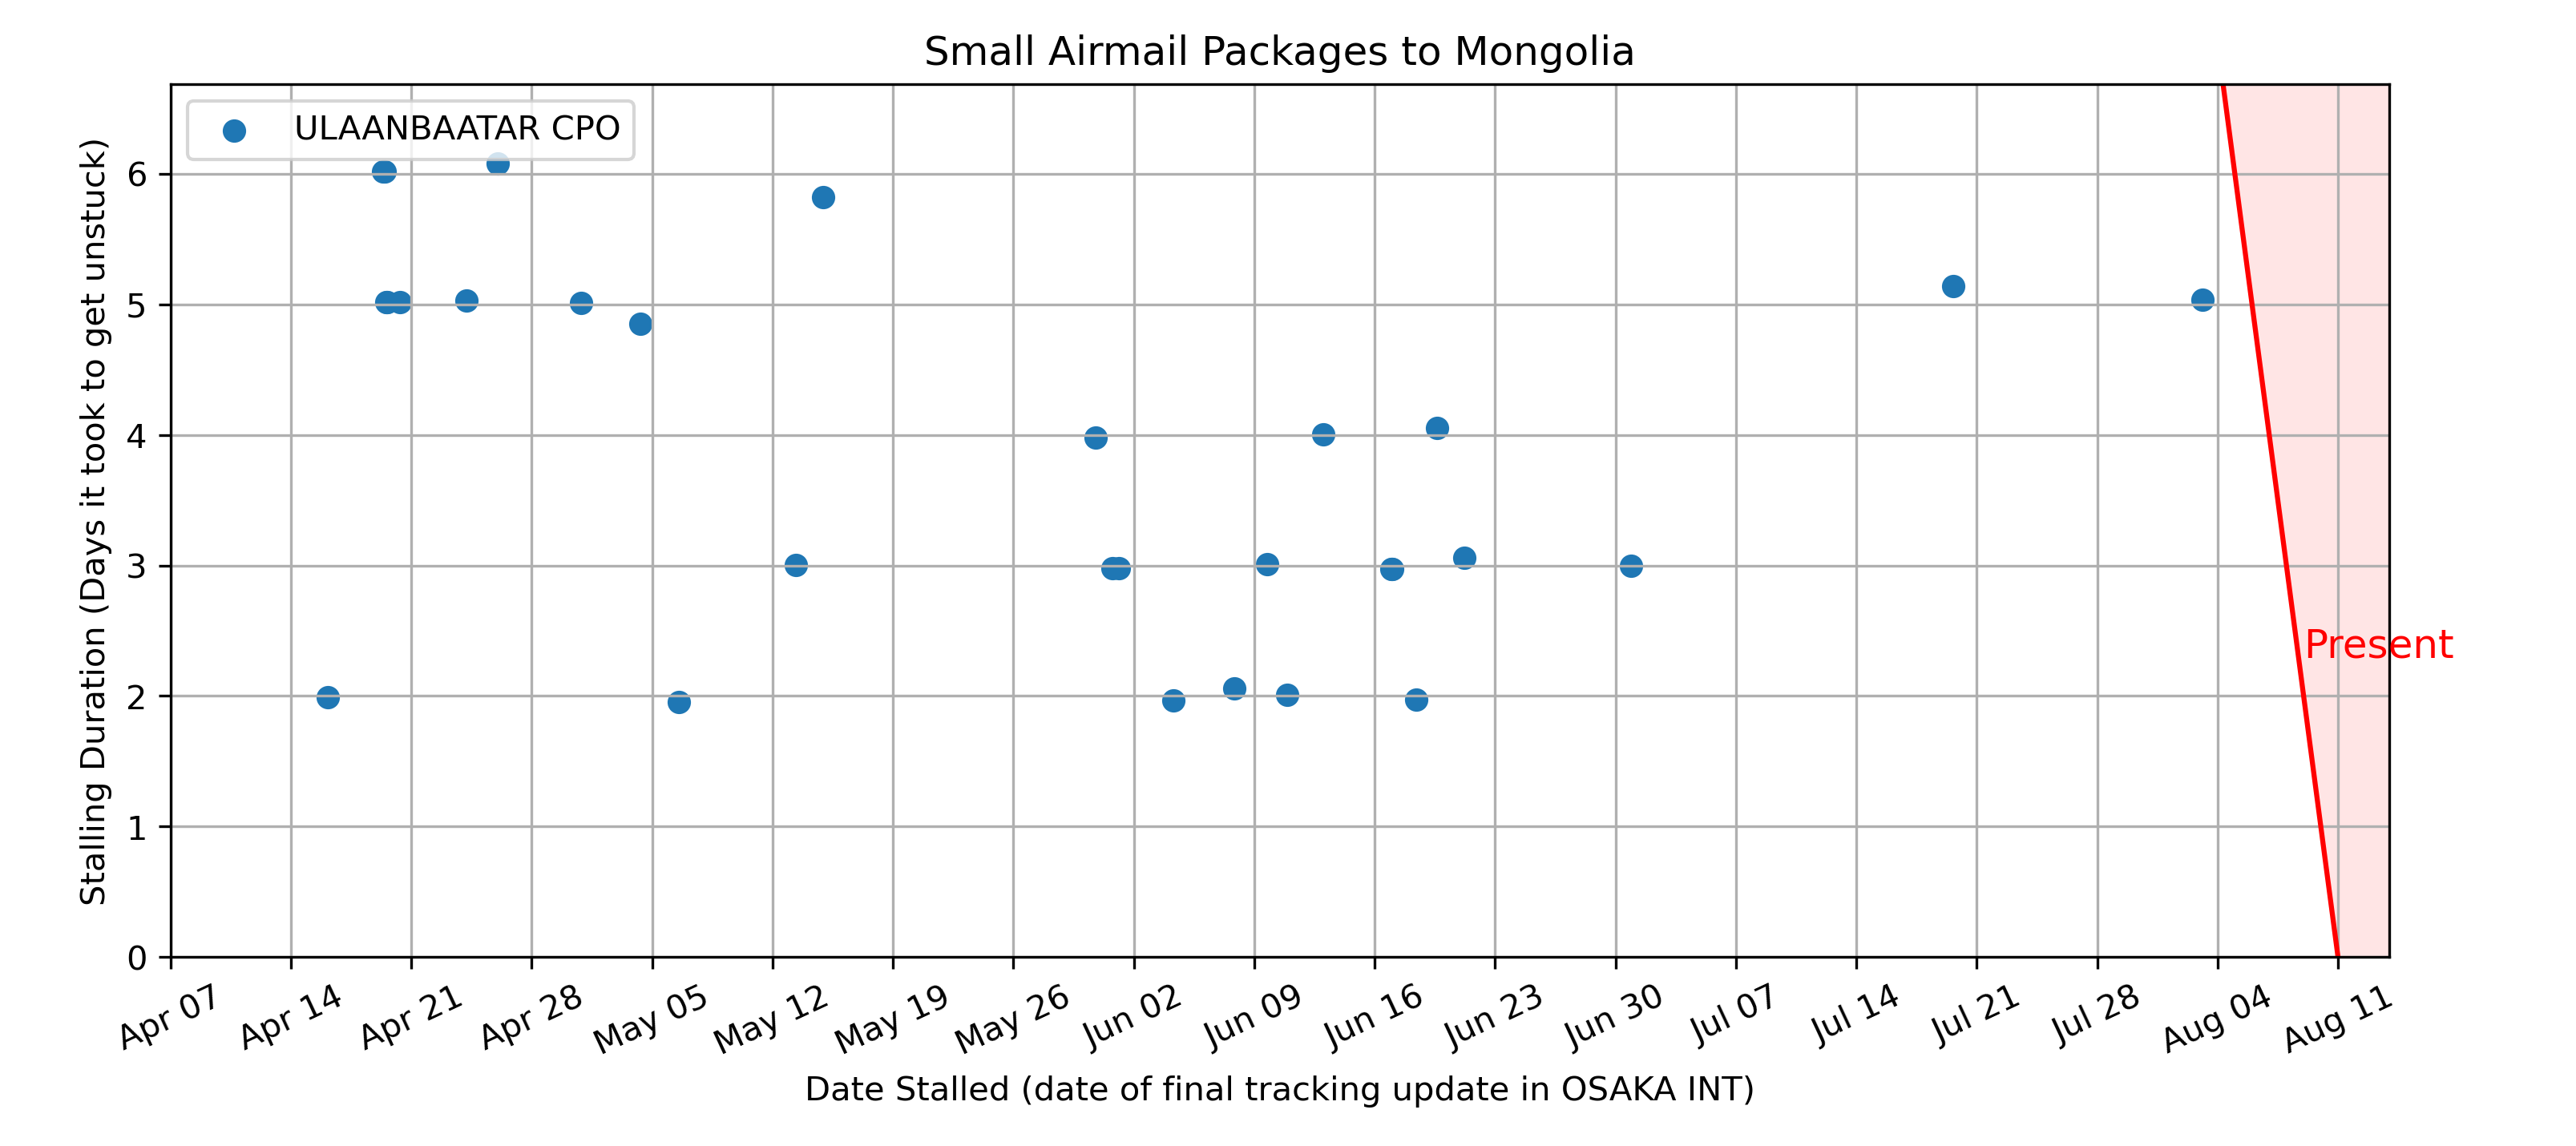 Small Airmail Packages to Mongolia
ULAANBAATAR CPO
Stalling Duration (Days it took to get unstuck)
6
5
4
3
2
1
0
Present
Apr 07
Apr 14
Apr 21
Apr 28
May 05
May 12
May 19
May 26
Jun 02
Jun 09
Jun 16
Jun 23
Jun 30
Jul 07
Jul 14
Jul 21
Jul 28
Aug 04
Aug 11
Date Stalled (date of final tracking update in OSAKA INT)